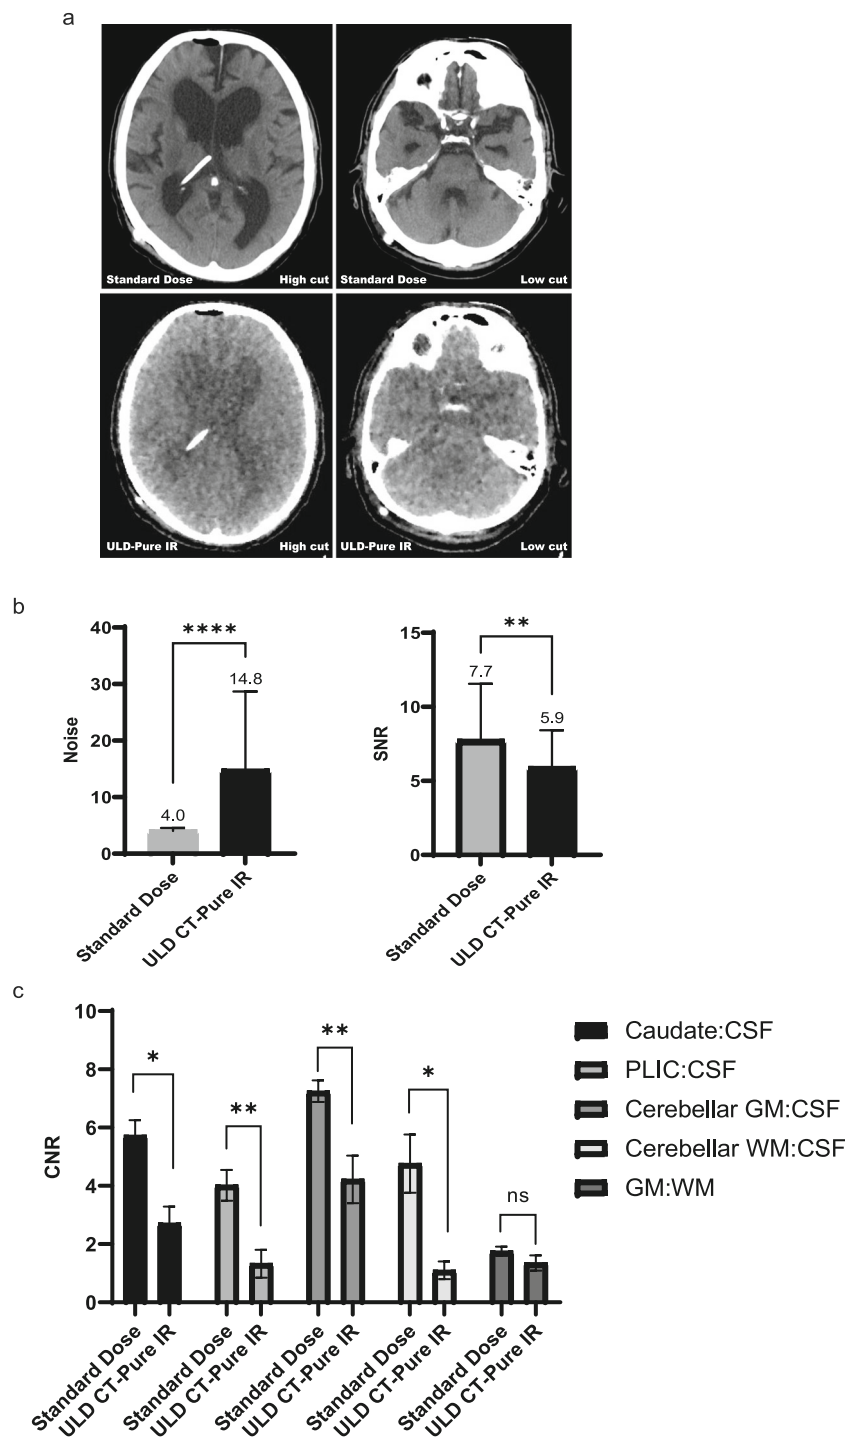 a
Standard Dose High cut
Standard Dose Low cut
ULD-Pure IR High cut
ULD-Pure IR Low cut
b
Noise
40
30
20
10
0
****
4.0
14.8
Standard Dose
ULD CT-Pure IR
SNR
15
10
5
0
**
7.7
5.9
Standard Dose
ULD CT-Pure IR
c
CNR
10
8
6
4
2
0
*
**
**
*
ns
Standard Dose
ULD CT-Pure IR
Standard Dose
ULD CT-Pure IR
Standard Dose
ULD CT-Pure IR
Standard Dose
ULD CT-Pure IR
Standard Dose
ULD CT-Pure IR
Caudate:CSF
PLIC:CSF
Cerebellar GM:CSF
Cerebellar WM:CSF
GM:WM